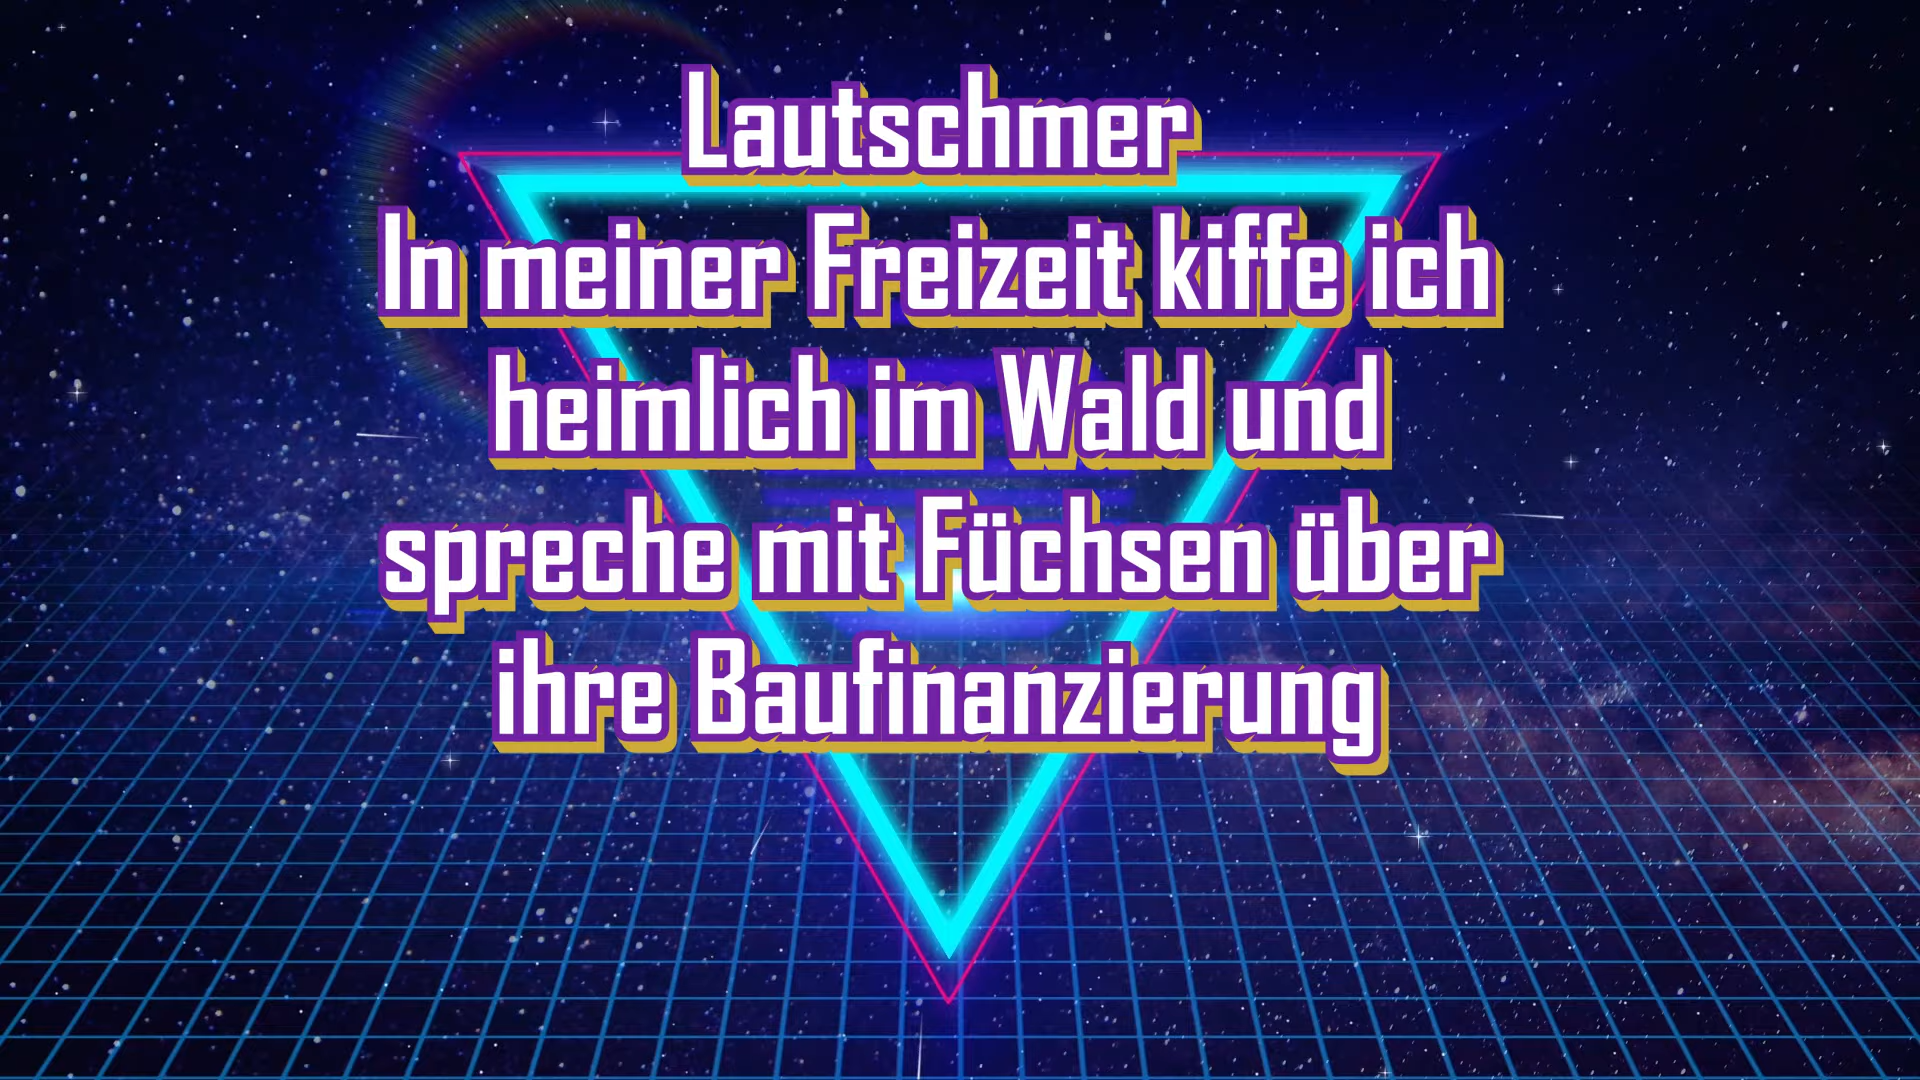 Lautschmer
In meiner Freizeit kiffe ich
heimlich im Wald und
spreche mit Füchsen über
ihre Baufinanzierung